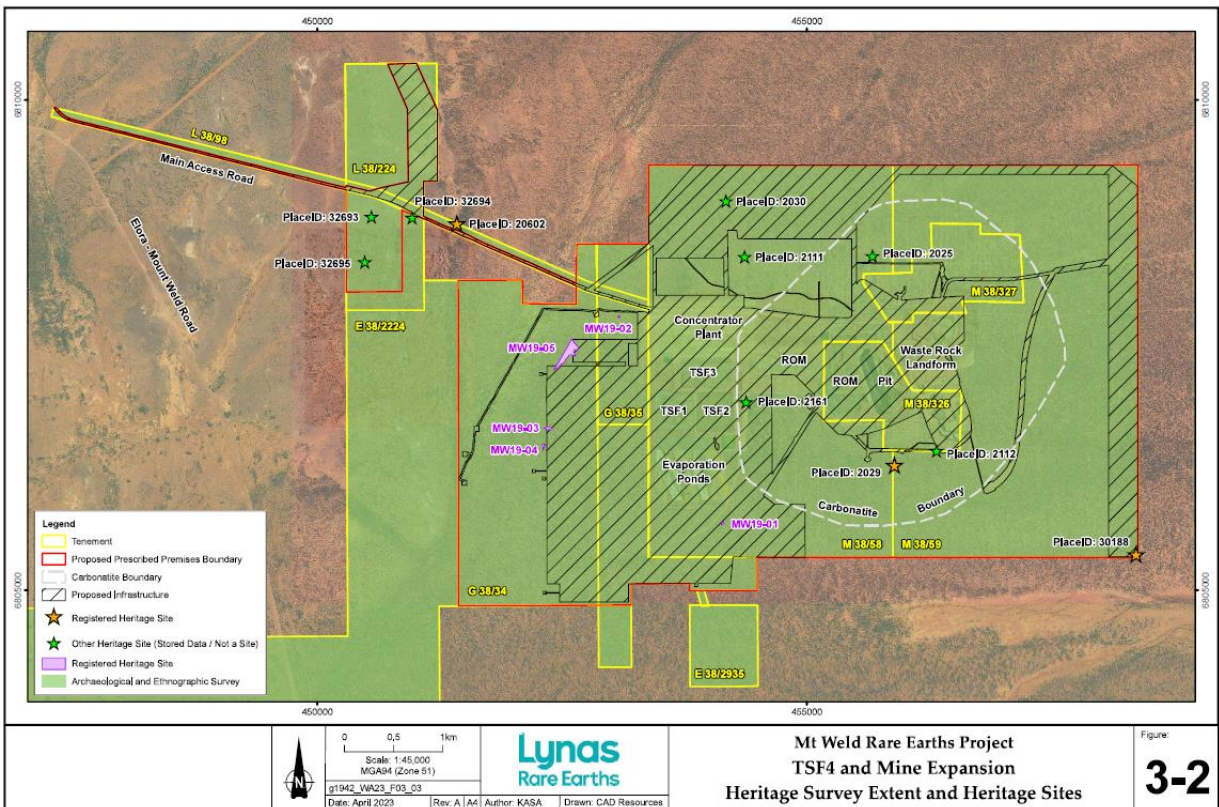 450000
455000
6810000
6810000
L 38/98
Main Access Road
L 38/224
PlaceID: 32694
PlaceID: 32693
PlaceID: 20602
PlaceID: 2030
Elora - Mount Weld Road
PlaceID: 32695
PlaceID: 2111
PlaceID: 2025
M 38/327
E 38/2224
MW19-02
Concentrator
Plant
MW19-05
ROM
Waste Rock
Landform
TSF3
ROM
Pit
PlaceID: 2161
M 38/326
G 38/35
TSF1
TSF2
MW19-03
MW19-04
PlaceID: 2112
Evaporation
Ponds
PlaceID: 2029
Carbonatite
Boundary
MW19-01
M 38/58
M 38/59
PlaceID: 30188
G 38/34
6805000
6805000
E 38/2935
Legend
Tenement
Proposed Prescribed Premises Boundary
Carbonatite Boundary
Proposed Infrastructure
Registered Heritage Site
Other Heritage Site (Stored Data / Not a Site)
Registered Heritage Site
Archaeological and Ethnographic Survey
450000
455000
N
0 0,5 1km
Scale: 1:45,000
MGA94 (Zone 51)
g1942_WA23_F03_03
Date: April 2023 Rev: A A4 Author: KASA Drawn: CAD Resources
Lynas
Rare Earths
Mt Weld Rare Earths Project
TSF4 and Mine Expansion
Heritage Survey Extent and Heritage Sites
Figure:
3-2